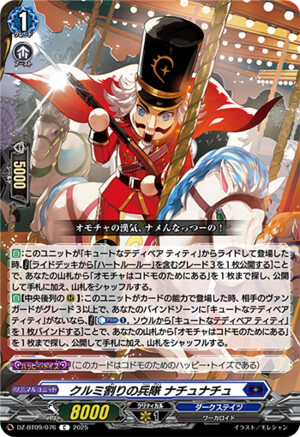 1
グレード
ブースト
5000
シールド
オモチャの漢気、ナメんなっつーの!
自:このユニットが「キュートなテディベア ティティ」からライドして登場した
時、【ライドデッキから「ハートルールー」を含むグレード3を1枚公開する】こと
で、あなたの山札から「オモチャはコドモのためにある」を1枚まで探し、公開
して手札に加え、山札をシャッフルする。
自【中央後列の(R)】:このユニットがカードの能力で登場した時、相手のヴァン
ガードがグレード3以上で、あなたのハッピードゾーンに「キュートなテディベア
ティティ」がないなら、ソウルから「キュートなテディベア ティティ」
を1枚バインドすることで、あなたの山札から「オモチャはコドモのためにある」
を1枚まで探し、公開して手札に加え、山札をシャッフルする。
(このカードはコドモのためのハッピートイズである)
ノーマルユニット
クルミ割りの兵隊 ナチュナチュ
パワー
8000
クリティカル
1
ダークステイツ
ワーカロイド
DZ-BT09/076 C 2025
イラスト/モレシャン